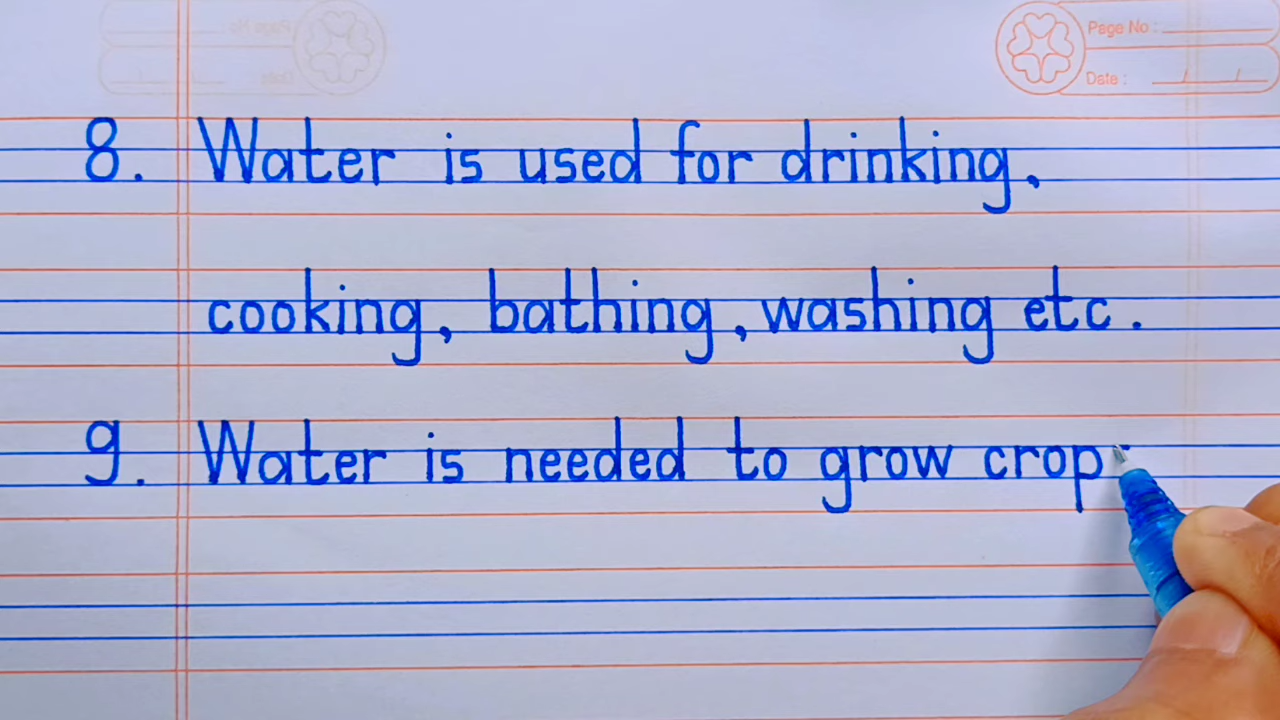 Page No :
Date :
8. Water is used for drinking,
cooking, bathing, washing etc.
9. Water is needed to grow crop